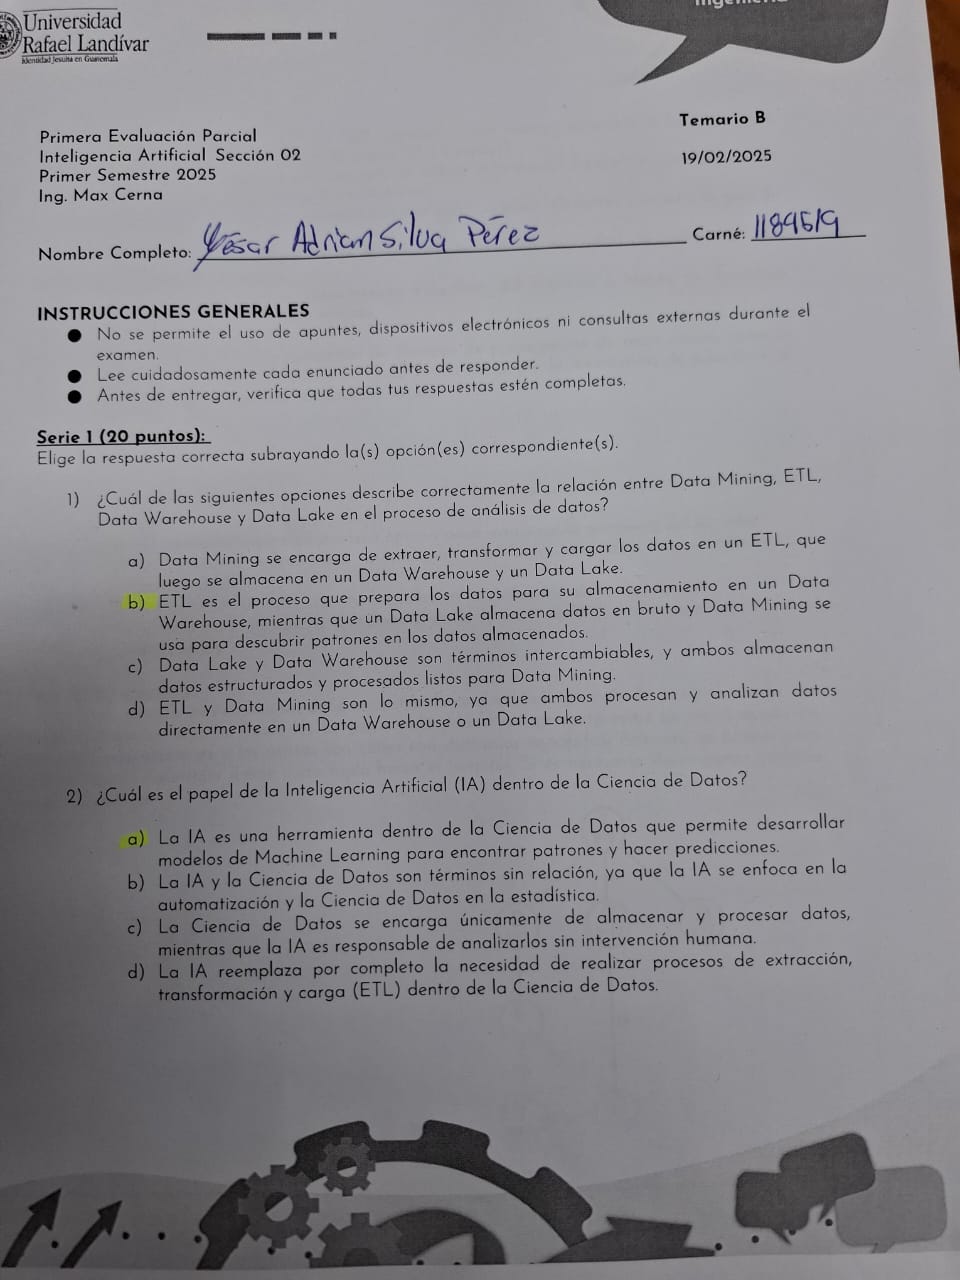 Universidad
Rafael Landívar
Identidad Jesuita en Guatemala
Temario B
Primera Evaluación Parcial
Inteligencia Artificial Sección 02
19/02/2025
Primer Semestre 2025
Ing. Max Cerna
Nombre Completo: César Adrian Silva Pérez Carné:
INSTRUCCIONES GENERALES
● No se permite el uso de apuntes, dispositivos electrónicos ni consultas externas durante el
examen.
● Lee cuidadosamente cada enunciado antes de responder.
● Antes de entregar, verifica que todas tus respuestas estén completas.
Serie 1 (20 puntos):
Elige la respuesta correcta subrayando la(s) opción(es) correspondiente(s).
1) ¿Cuál de las siguientes opciones describe correctamente la relación entre Data Mining, ETL,
Data Warehouse y Data Lake en el proceso de análisis de datos?
a) Data Mining se encarga de extraer, transformar y cargar los datos en un ETL, que
luego se almacena en un Data Warehouse y un Data Lake.
b) ETL es el proceso que prepara los datos para su almacenamiento en un Data
Warehouse, mientras que un Data Lake almacena datos en bruto y Data Mining se
usa para descubrir patrones en los datos almacenados.
c) Data Lake y Data Warehouse son términos intercambiables, y ambos almacenan
datos estructurados y procesados listos para Data Mining.
d) ETL y Data Mining son lo mismo, ya que ambos procesan y analizan datos
directamente en un Data Warehouse o un Data Lake.
2) ¿Cuál es el papel de la Inteligencia Artificial (IA) dentro de la Ciencia de Datos?
a) La IA es una herramienta dentro de la Ciencia de Datos que permite desarrollar
modelos de Machine Learning para encontrar patrones y hacer predicciones.
b) La IA y la Ciencia de Datos son términos sin relación, ya que la IA se enfoca en la
automatización y la Ciencia de Datos en la estadística.
c) La Ciencia de Datos se encarga únicamente de almacenar y procesar datos,
mientras que la IA es responsable de analizarlos sin intervención humana.
d) La IA reemplaza por completo la necesidad de realizar procesos de extracción,
transformación y carga (ETL) dentro de la Ciencia de Datos.